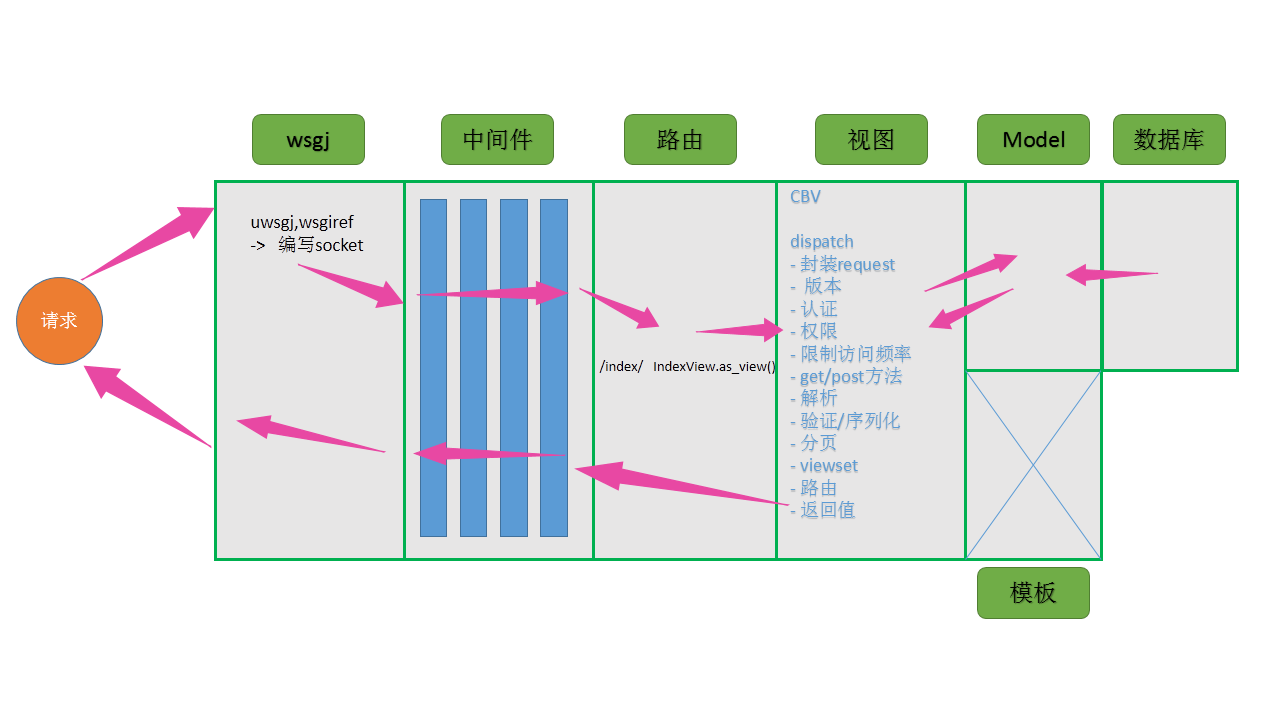 wsgj
中间件
路由
视图
Model
数据库
uwsgj,wsgiref
-> 编写socket
请求
/index/ IndexView.as_view()
CBV
dispatch
- 封装request
- 版本
- 认证
- 权限
- 限制访问频率
- get/post方法
- 解析
- 验证/序列化
- 分页
- viewset
- 路由
- 返回值
模板